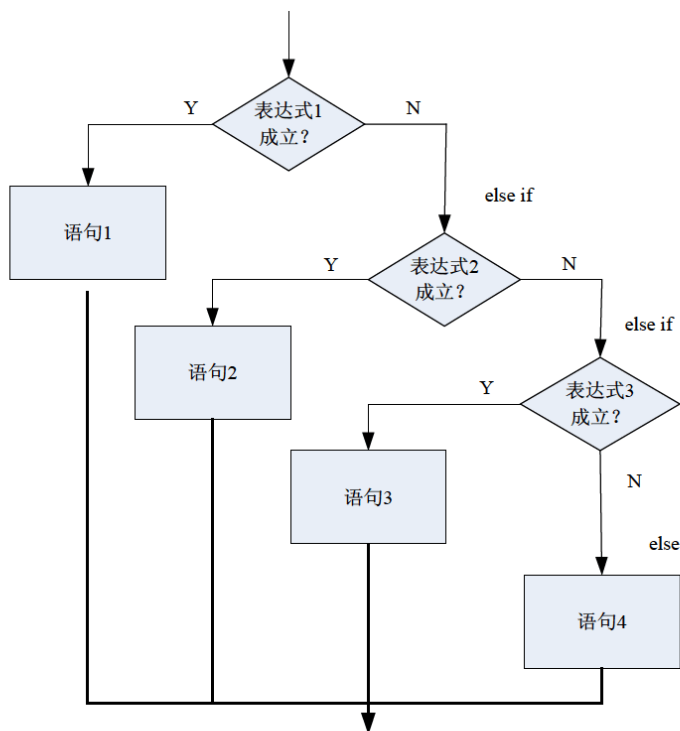 表达式1
成立？
Y
N
语句1
else if
表达式2
成立？
Y
N
语句2
else if
表达式3
成立？
Y
N
语句3
else
语句4